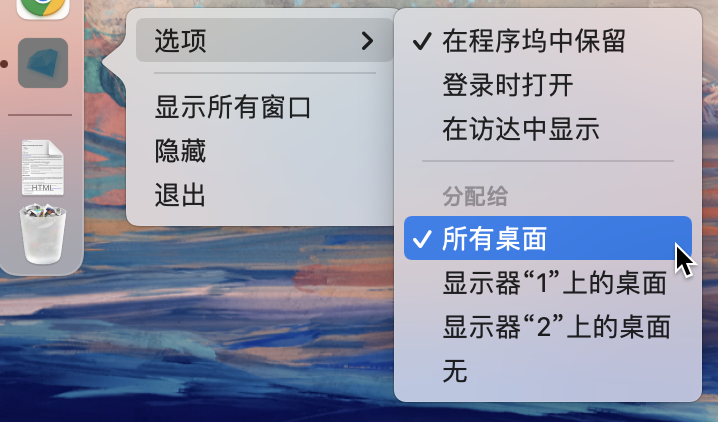 选项
显示所有窗口
隐藏
退出
在程序坞中保留
登录时打开
在访达中显示
分配给
所有桌面
显示器“1”上的桌面
显示器“2”上的桌面
无
HTML